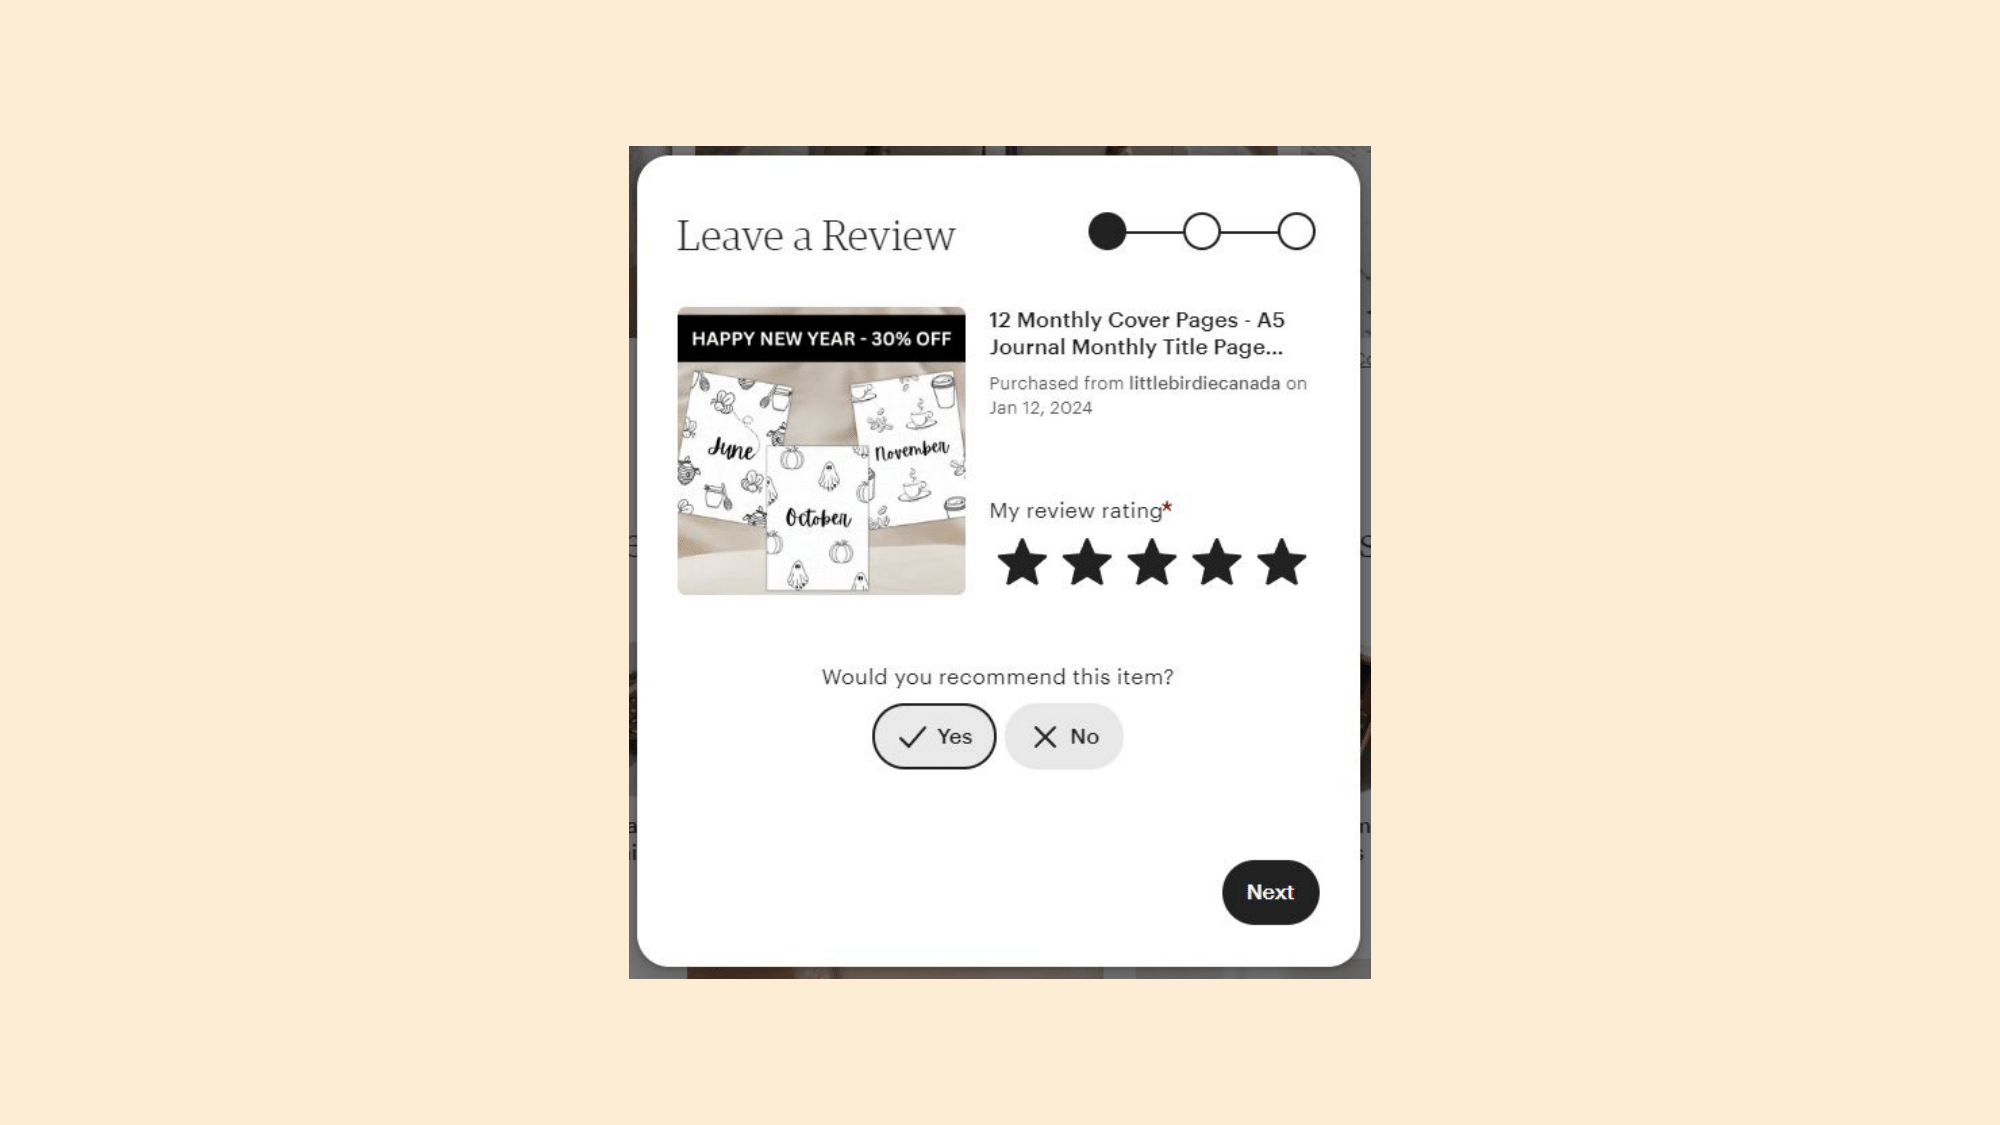 Leave a Review
HAPPY NEW YEAR - 30% OFF
June
November
October
12 Monthly Cover Pages - A5
Journal Monthly Title Page...
Purchased from littlebirdiecanada on
Jan 12, 2024
My review rating*
Would you recommend this item?
Yes
No
Next